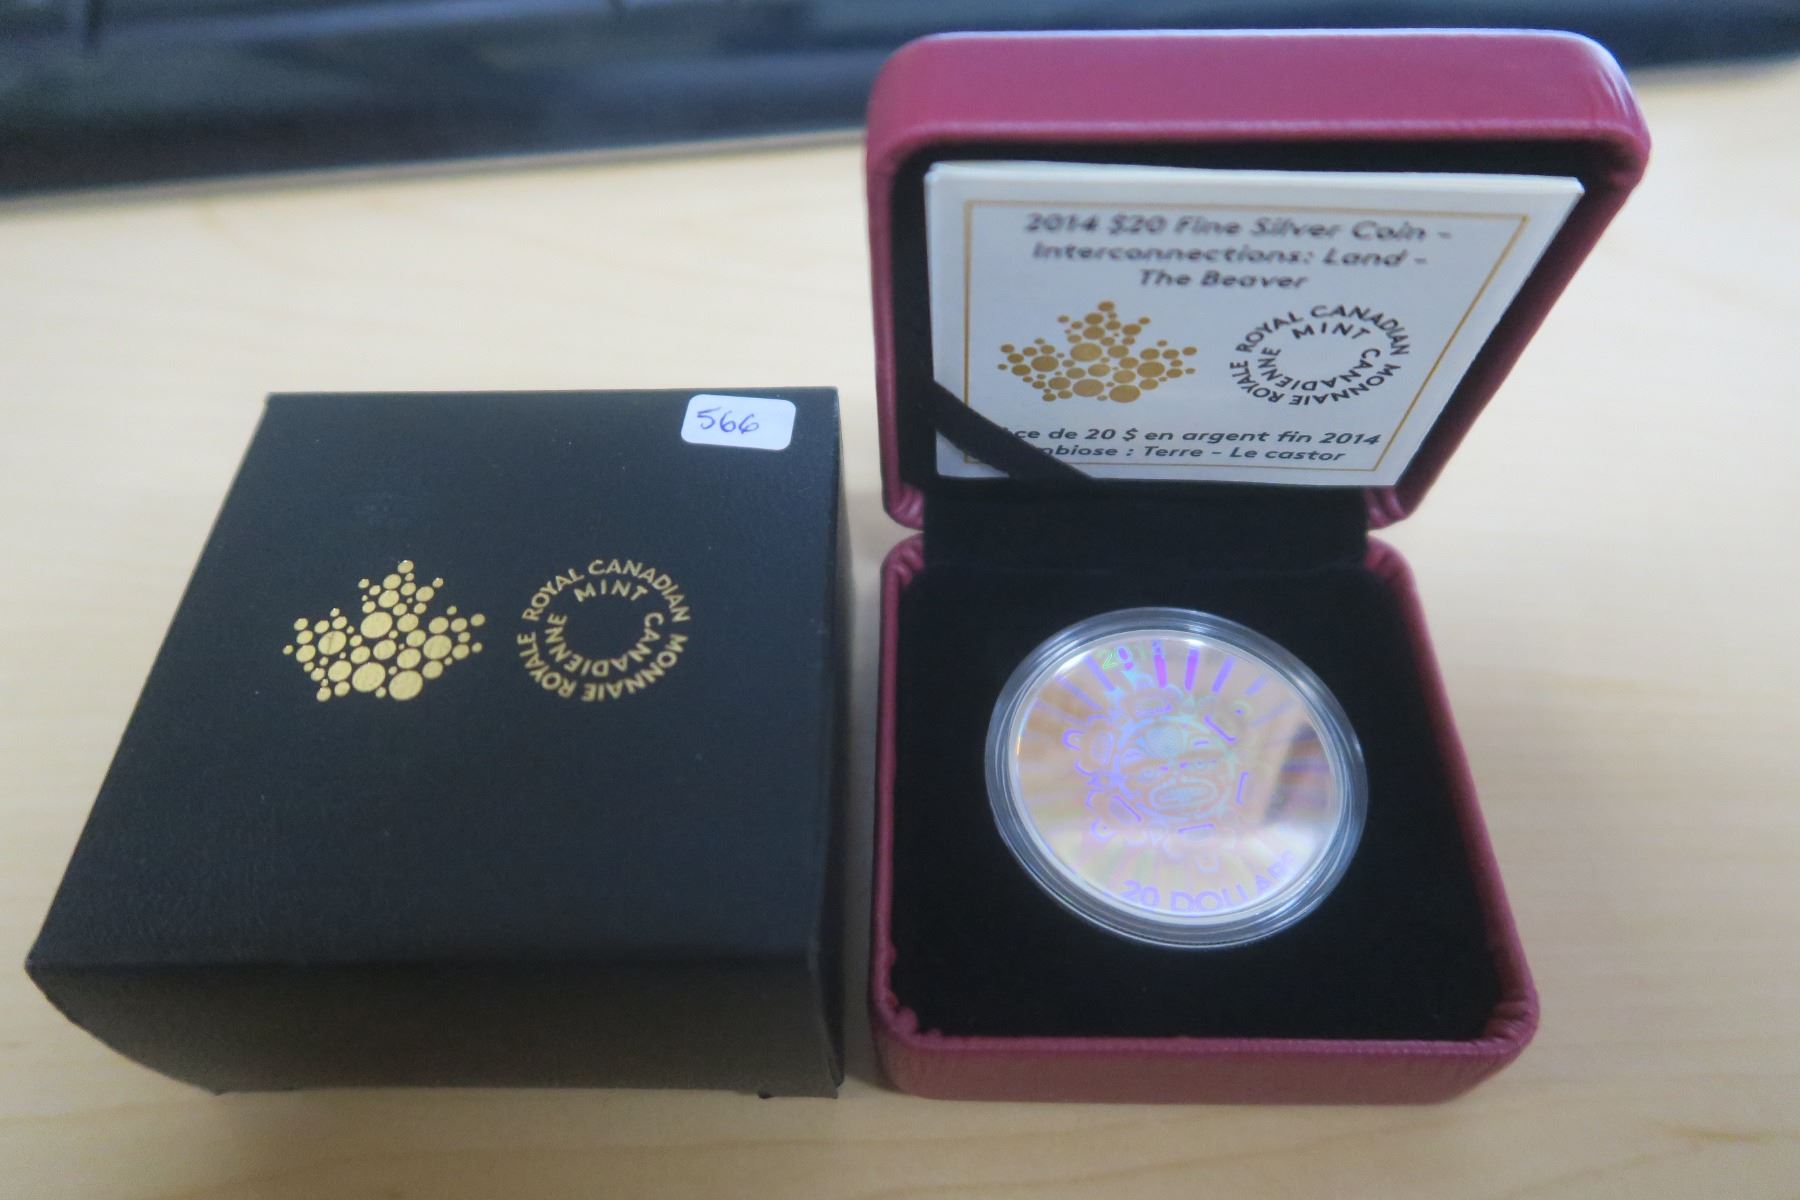 566
ROYAL CANADIAN MINT
MONNAIE ROYALE CANADIENNE
2014 $20 Fine Silver Coin –
Interconnections: Land –
The Beaver
ROYAL CANADIAN MINT
MONNAIE ROYALE CANADIENNE
de 20 $ en argent fin 2014
: Terre – Le castor
20 DOLLARS